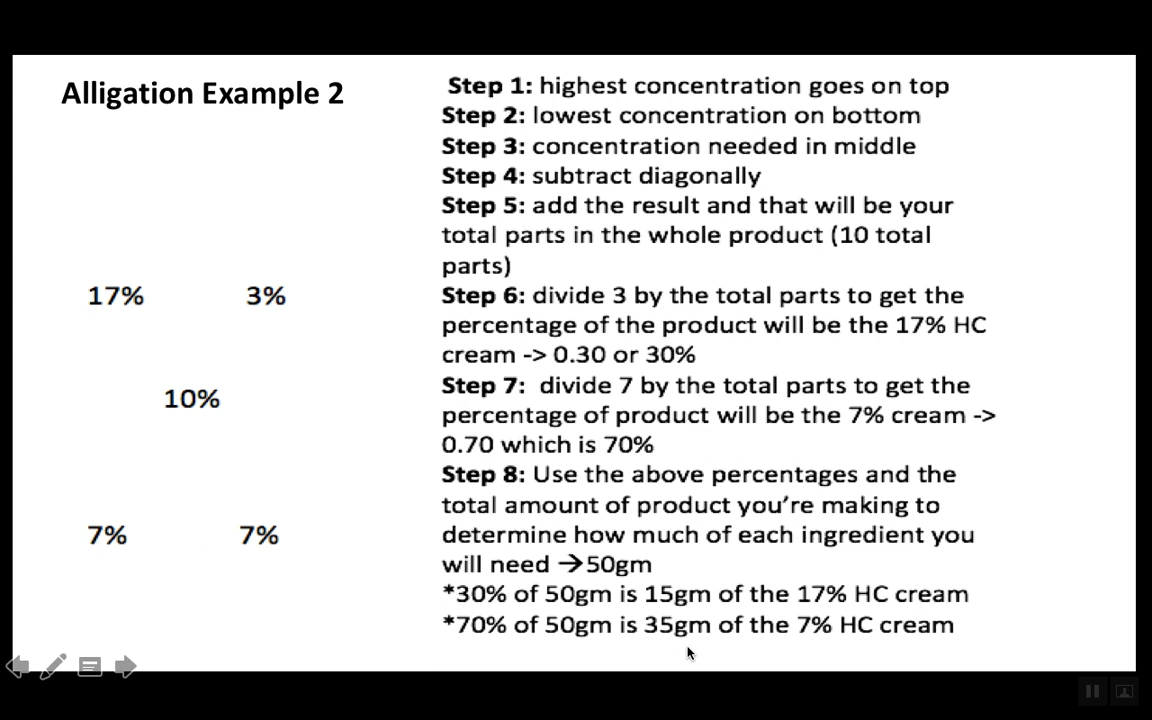 Alligation Example 2
17% 3%
10%
7% 7%
Step 1: highest concentration goes on top
Step 2: lowest concentration on bottom
Step 3: concentration needed in middle
Step 4: subtract diagonally
Step 5: add the result and that will be your
total parts in the whole product (10 total
parts)
Step 6: divide 3 by the total parts to get the
percentage of the product will be the 17% HC
cream -> 0.30 or 30%
Step 7: divide 7 by the total parts to get the
percentage of product will be the 7% cream ->
0.70 which is 70%
Step 8: Use the above percentages and the
total amount of product you’re making to
determine how much of each ingredient you
will need →50gm
*30% of 50gm is 15gm of the 17% HC cream
*70% of 50gm is 35gm of the 7% HC cream